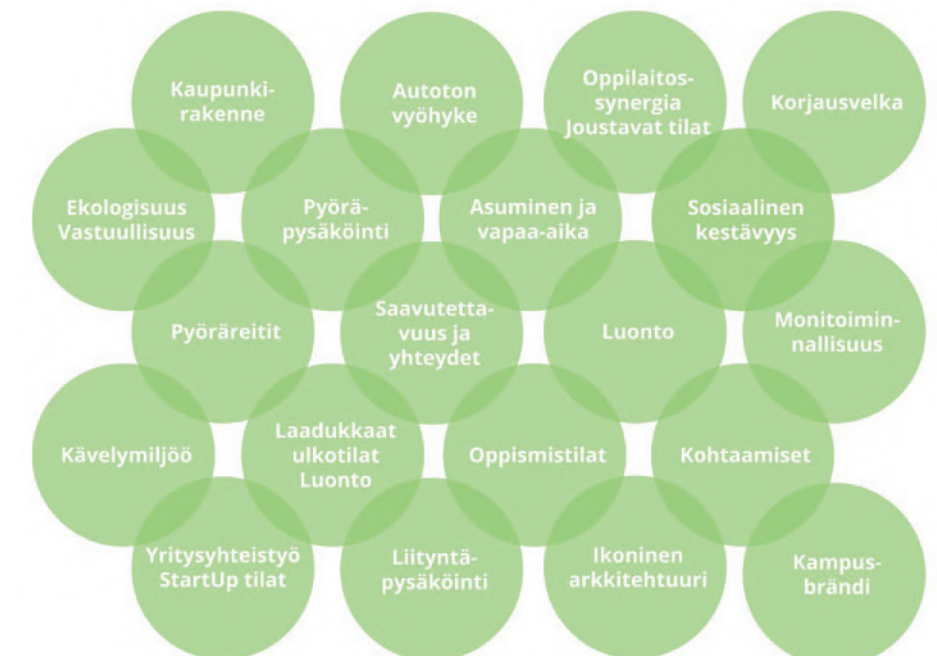 Kaupunki-
rakenne
Autoton
vyöhyke
Oppilaitos-
synergia
Joustavat tilat
Korjausvelka
Ekologisuus
Vastuullisuus
Pyörä-
pysäköinti
Asuminen ja
vapaa-aika
Sosiaalinen
kestävyys
Pyöräreitit
Saavutetta-
vuus ja
yhteydet
Luonto
Monitoimin-
nallisuus
Kävelymiljöö
Laadukkaat
ulkotilat
Luonto
Oppismistilat
Kohtaamiset
Yritysyhteistyö
StartUp tilat
Liityntä-
pysäköinti
Ikoninen
arkkitehtuuri
Kampus-
brändi